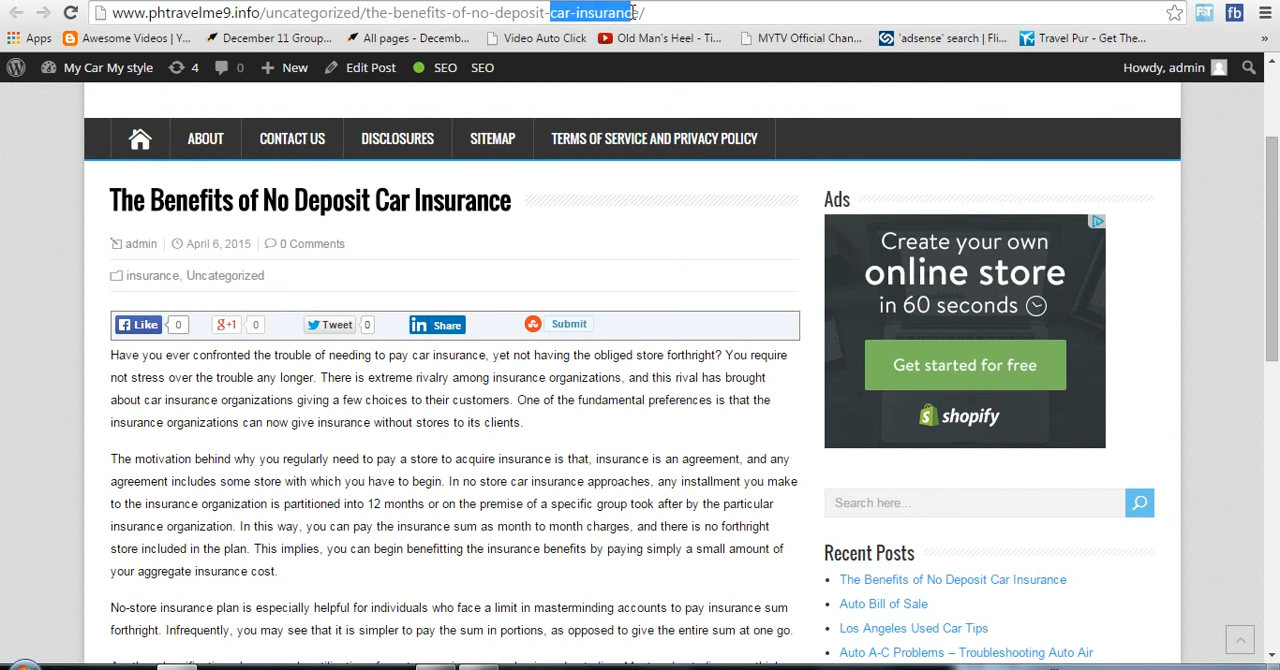 www.phtravelme9.info/uncategorized/the-benefits-of-no-deposit-car-insurance/
Apps Awesome Videos | Y... December 11 Group... All pages - Decemb... Video Auto Click Old Man's Heel - Ti... MYTV Official Chan... 'adsense' search | Fli... Travel Pur - Get The... »
My Car My style 4 0 New Edit Post SEO SEO Howdy, admin
ABOUT CONTACT US DISCLOSURES SITEMAP TERMS OF SERVICE AND PRIVACY POLICY
The Benefits of No Deposit Car Insurance
admin April 6, 2015 0 Comments
insurance, Uncategorized
Like 0 g+1 0 Tweet 0 in Share Submit
Have you ever confronted the trouble of needing to pay car insurance, yet not having the obliged store forthright? You require
not stress over the trouble any longer. There is extreme rivalry among insurance organizations, and this rival has brought
about car insurance organizations giving a few choices to their customers. One of the fundamental preferences is that the
insurance organizations can now give insurance without stores to its clients.
The motivation behind why you regularly need to pay a store to acquire insurance is that, insurance is an agreement, and any
agreement includes some store with which you have to begin. In no store car insurance approaches, any installment you make
to the insurance organization is partitioned into 12 months on the premise of a specific group took after by the particular
insurance organization. In this way, you can pay the insurance sum as month to month charges, and there is no forthright
store included in the plan. This implies, you can begin benefitting the insurance benefits by paying simply a small amount of
your aggregate insurance cost.
No-store insurance plan is especially helpful for individuals who face a limit in masterminding accounts to pay insurance sum
forthright. Infrequently, you may see that it is simpler to pay the sum in portions, as opposed to give the entire sum at one go.
Ads
Create your own
online store
in 60 seconds
Get started for free
shopify
Search here...
Recent Posts
The Benefits of No Deposit Car Insurance
Auto Bill of Sale
Los Angeles Used Car Tips
Auto A-C Problems – Troubleshooting Auto Air